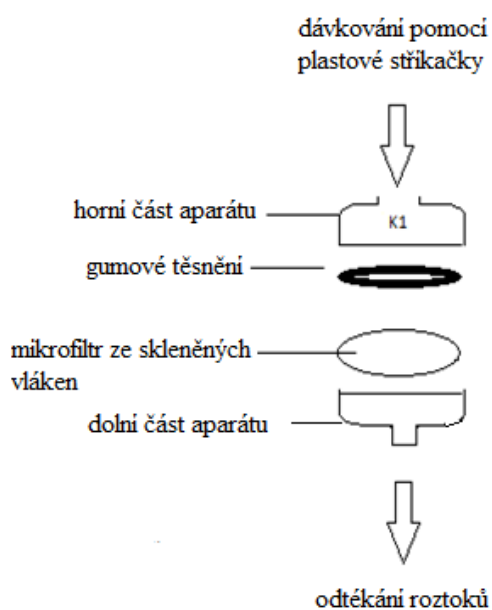 dávkování pomocí
plastové stříkačky
horní část aparátu
K1
gumové těsnění
mikrofiltr ze skleněných
vláken
dolní část aparátu
odtékání roztoků